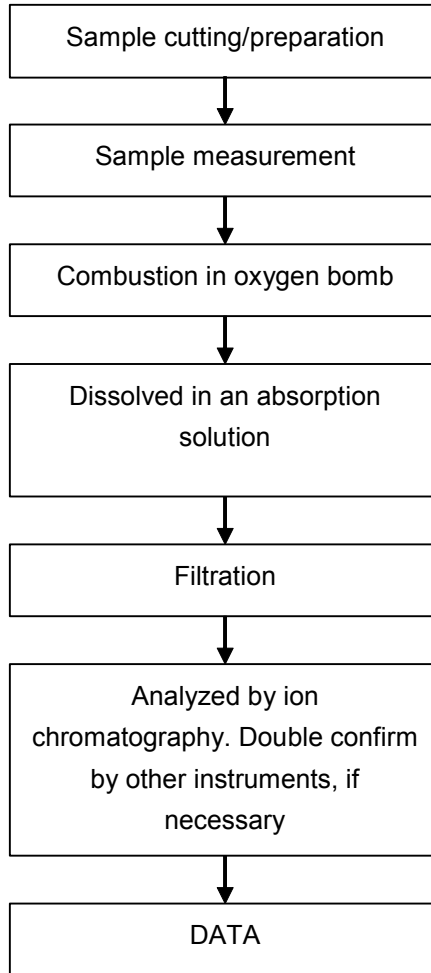 Sample cutting/preparation
Sample measurement
Combustion in oxygen bomb
Dissolved in an absorption
solution
Filtration
Analyzed by ion
chromatography. Double confirm
by other instruments, if
necessary
DATA